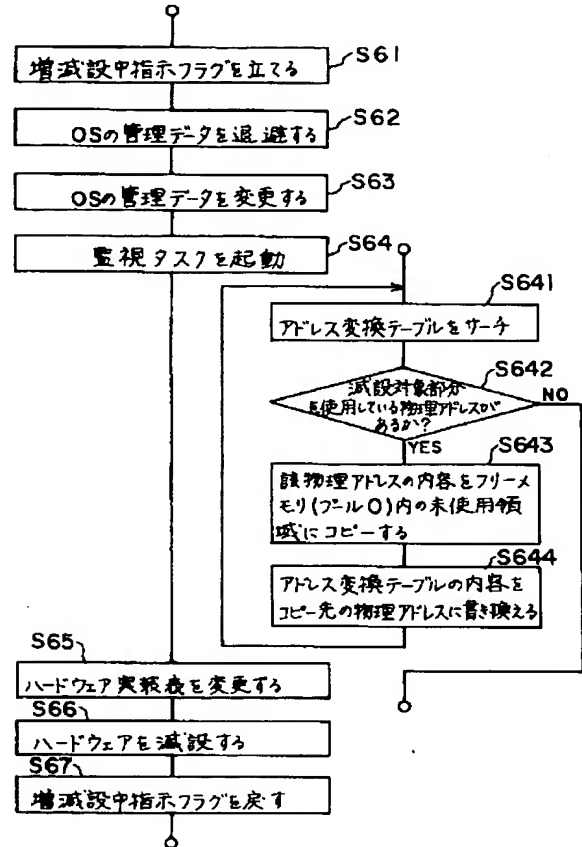 S61
増減設中指示フラグを立てる
S62
OSの管理データを退避する
S63
OSの管理データを変更する
S64
監視タスクを起動
S641
アドレス変換テーブルをサーチ
S642
減設対象部分
を使用している物理アドレスが
あるか?
NO
YES
S643
該物理アドレスの内容をフリーメ
モリ(プール0)内の未使用領
域にコピーする
S644
アドレス変換テーブルの内容を
コピー先の物理アドレスに書き換える
S65
ハードウェア実装表を変更する
S66
ハードウェアを減設する
S67
増減設中指示フラグを戻す